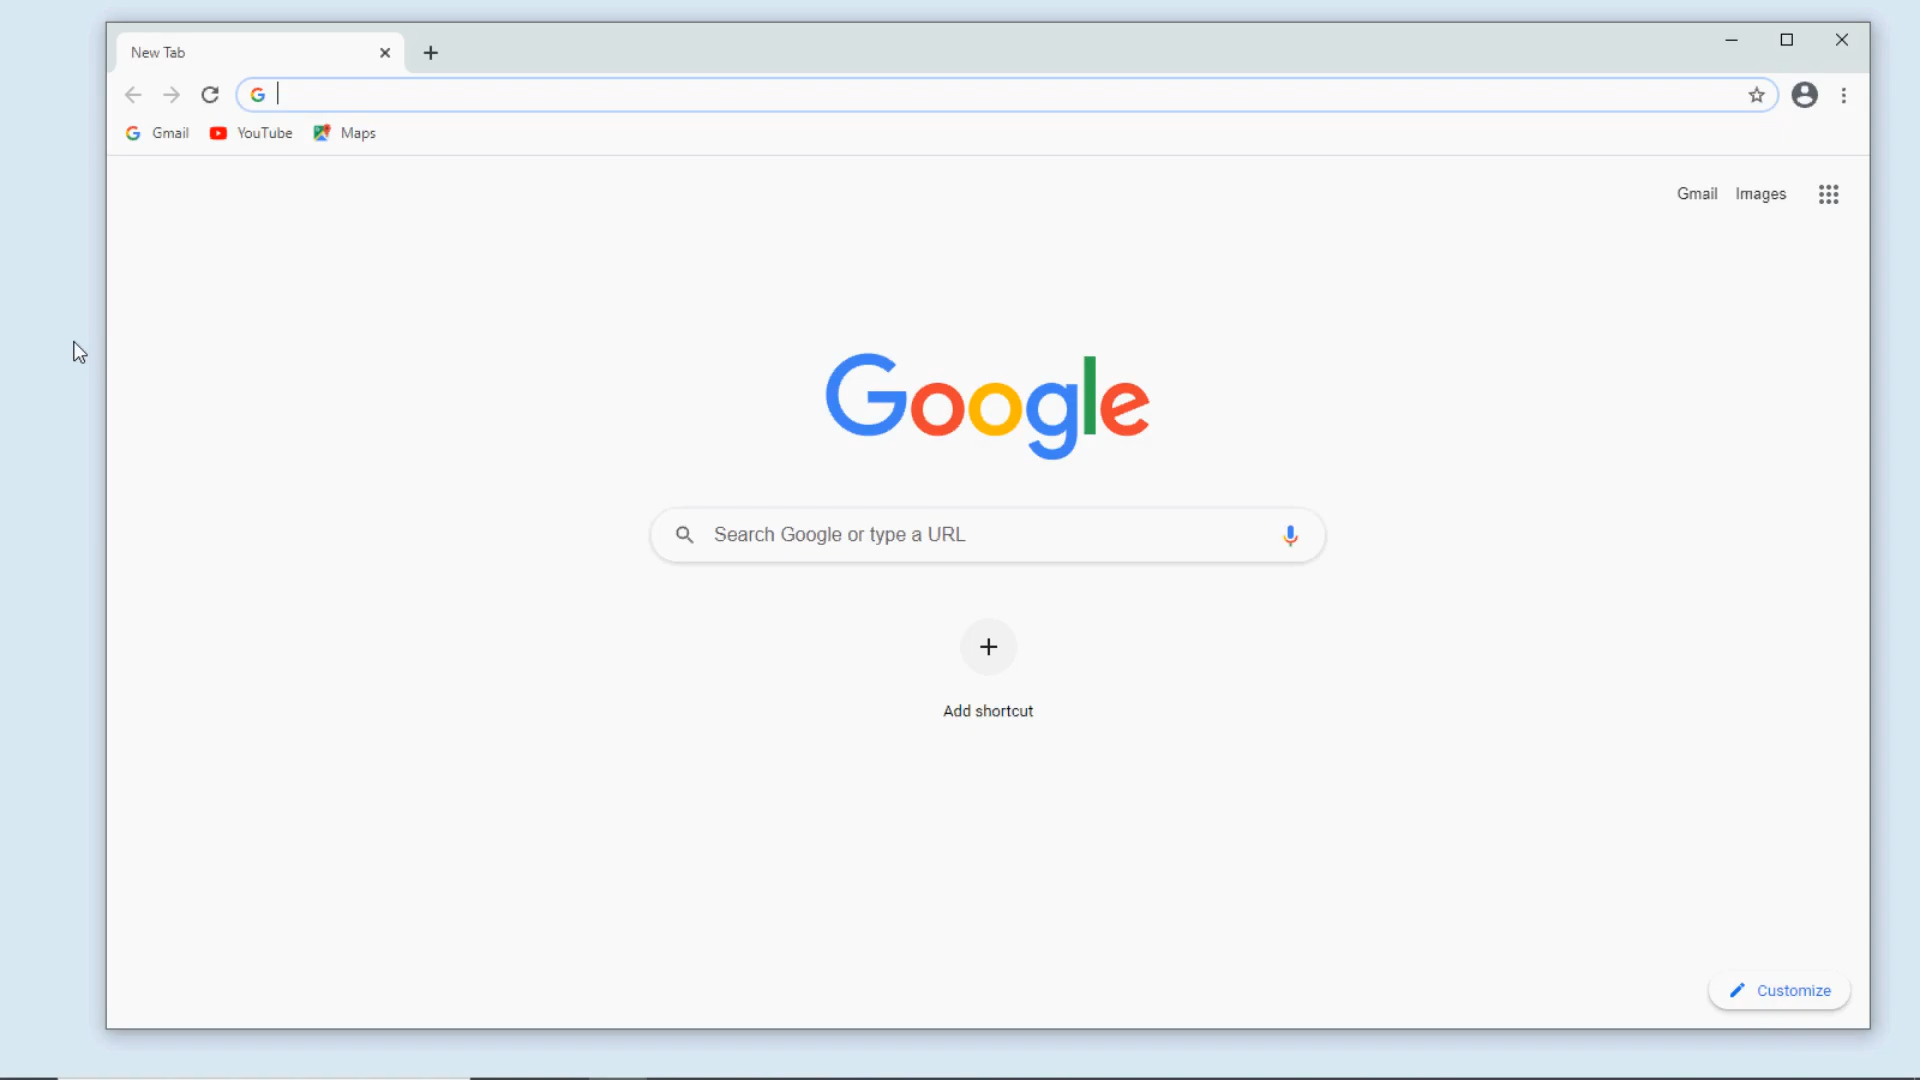 New Tab
Gmail YouTube Maps
Gmail Images
Google
Search Google or type a URL
Add shortcut
Customize